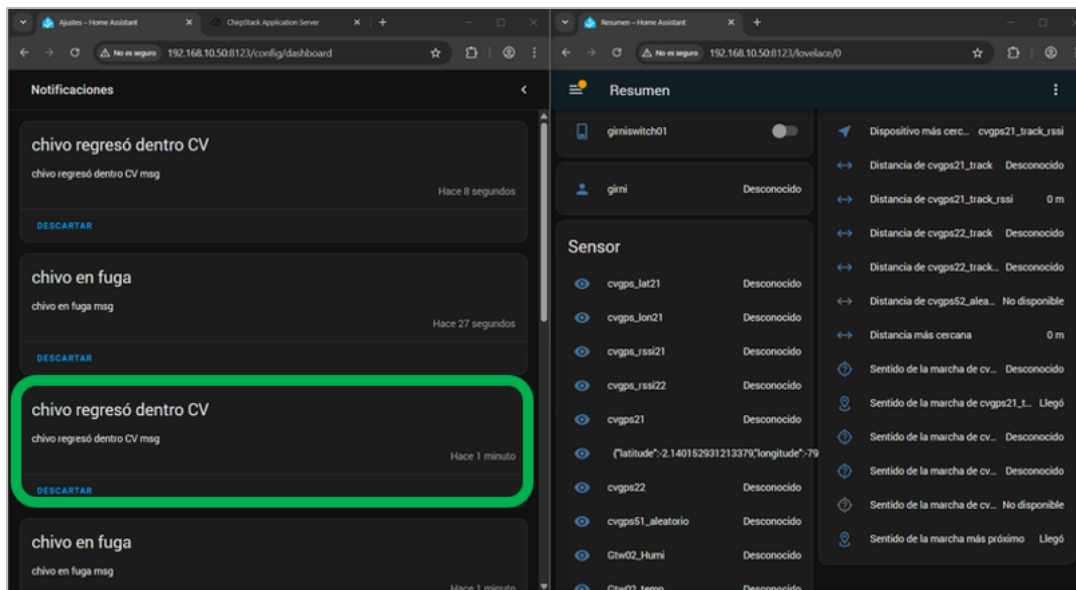 Ajustes – Home Assistant
ChirpStack Application Server
No es seguro 192.168.10.50:8123/config/dashboard
Notificaciones
chivo regresó dentro CV
chivo regresó dentro CV msg
Hace 8 segundos
DESCARTAR
chivo en fuga
chivo en fuga msg
Hace 27 segundos
DESCARTAR
chivo regresó dentro CV
chivo regresó dentro CV msg
Hace 1 minuto
DESCARTAR
chivo en fuga
chivo en fuga msg
Hace 1 minuto
Resumen – Home Assistant
No es seguro 192.168.10.50:8123/lovelace/0
Resumen
girniswitch01
girni Desconocido
Sensor
cvgps_lat21 Desconocido
cvgps_lon21 Desconocido
cvgps_rssi21 Desconocido
cvgps_rssi22 Desconocido
cvgps21 Desconocido
{"latitude":-2.140152931213379,"longitude":-79
cvgps22 Desconocido
cvgps51_aleatorio Desconocido
Gtw02_Humi Desconocido
Gtw02_temp Desconocido
Dispositivo más cerc... cvgps21_track_rssi
Distancia de cvgps21_track Desconocido
Distancia de cvgps21_track_rssi 0 m
Distancia de cvgps22_track Desconocido
Distancia de cvgps22_track... Desconocido
Distancia de cvgps52_alea... No disponible
Distancia más cercana 0 m
Sentido de la marcha de cv... Desconocido
Sentido de la marcha de cvgps21_t... Llegó
Sentido de la marcha de cv... Desconocido
Sentido de la marcha de cv... Desconocido
Sentido de la marcha de cv... No disponible
Sentido de la marcha más próximo Llegó